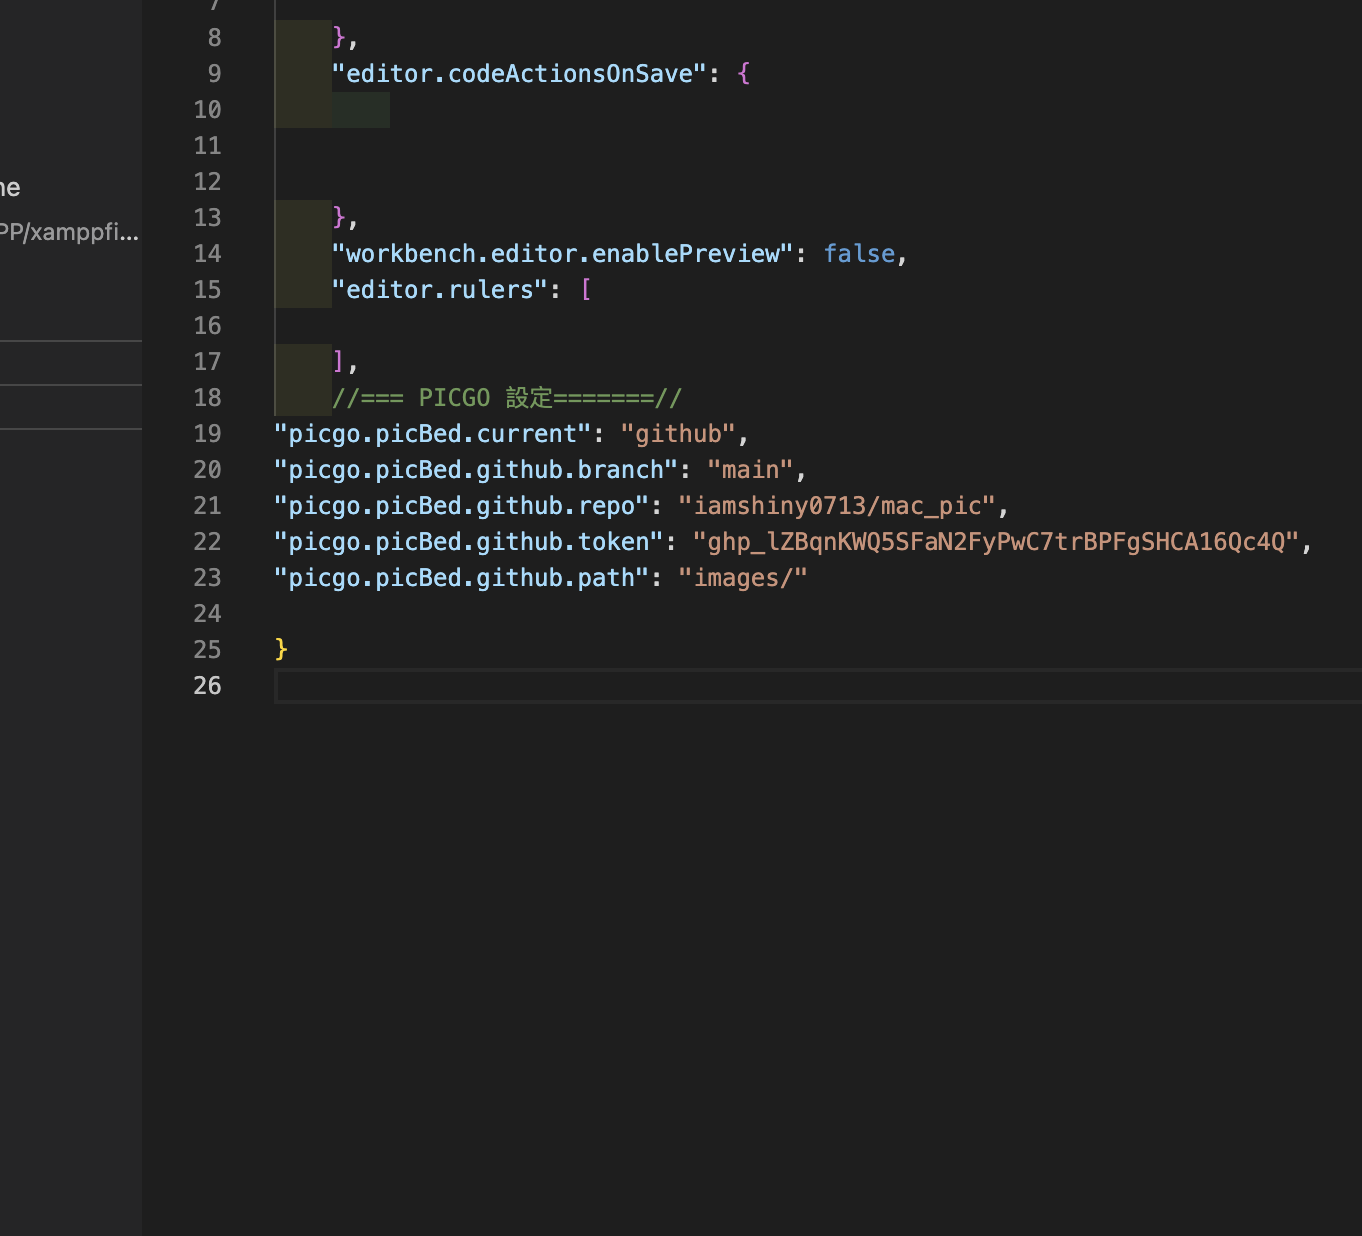 7
8 },
9 "editor.codeActionsOnSave": {
10
11
12
ne
13 },
PP/xamppfi...
14 "workbench.editor.enablePreview": false,
15 "editor.rulers": [
16
17 ],
18 //=== PICGO 設定=======//
19 "picgo.picBed.current": "github",
20 "picgo.picBed.github.branch": "main",
21 "picgo.picBed.github.repo": "iamshiny0713/mac_pic",
22 "picgo.picBed.github.token": "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",
23 "picgo.picBed.github.path": "images/"
24
25 }
26